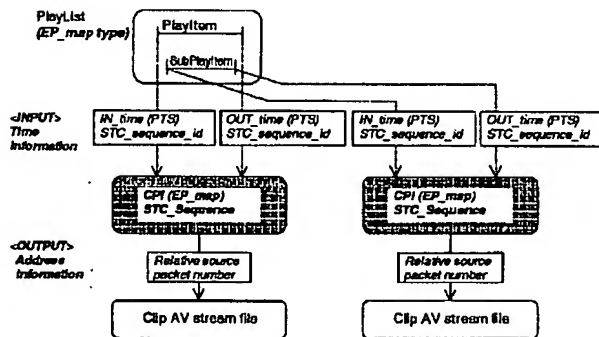 PlayList
(EP_map type)
PlayItem
SubPlayItem
<INPUT>
Time
Information
IN_time (PTS)
STC_sequence_id
OUT_time (PTS)
STC_sequence_id
IN_time (PTS)
STC_sequence_id
OUT_time (PTS)
STC_sequence_id
CPI (EP_map)
STC_Sequence
CPI (EP_map)
STC_Sequence
<OUTPUT>
Address
Information
Relative source
packet number
Relative source
packet number
Clip AV stream file
Clip AV stream file